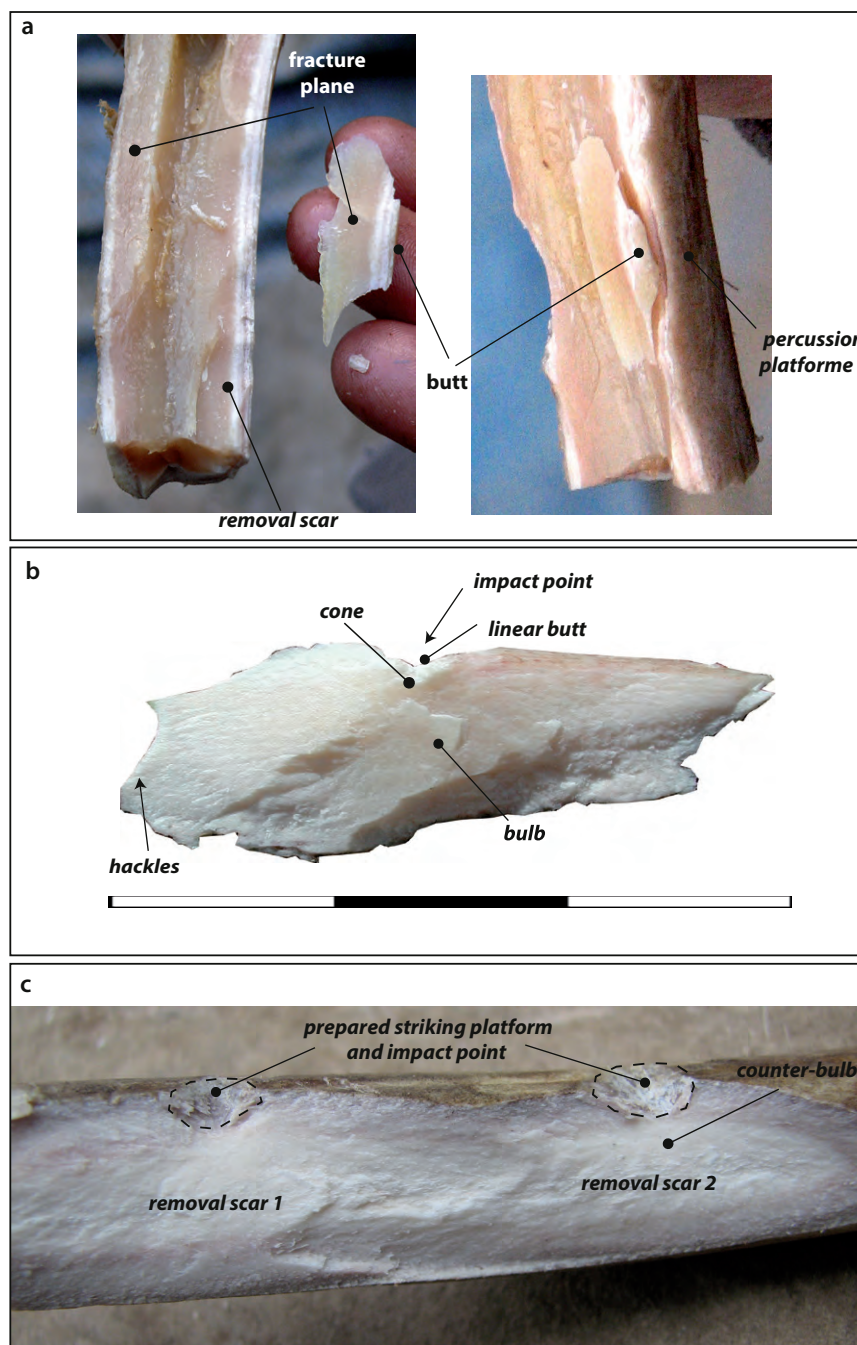 a
fracture
plane
butt
percussion
platforme
removal scar
b
impact point
cone
linear butt
bulb
hackles
c
prepared striking platform
and impact point
counter-bulb
removal scar 1
removal scar 2